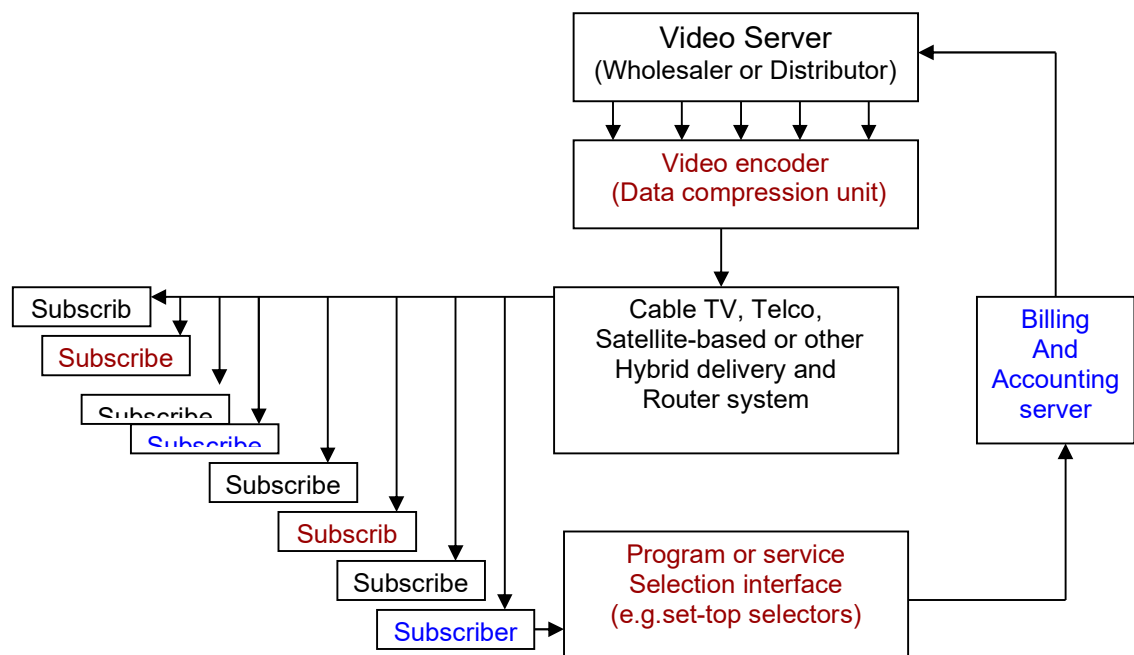 Video Server
(Wholesaler or Distributor)
Video encoder
(Data compression unit)
Cable TV, Telco,
Satellite-based or other
Hybrid delivery and
Router system
Billing
And
Accounting
server
Subscrib
Subscribe
Subscribe
Subscribe
Subscribe
Subscrib
Subscribe
Subscriber
Program or service
Selection interface
(e.g.set-top selectors)